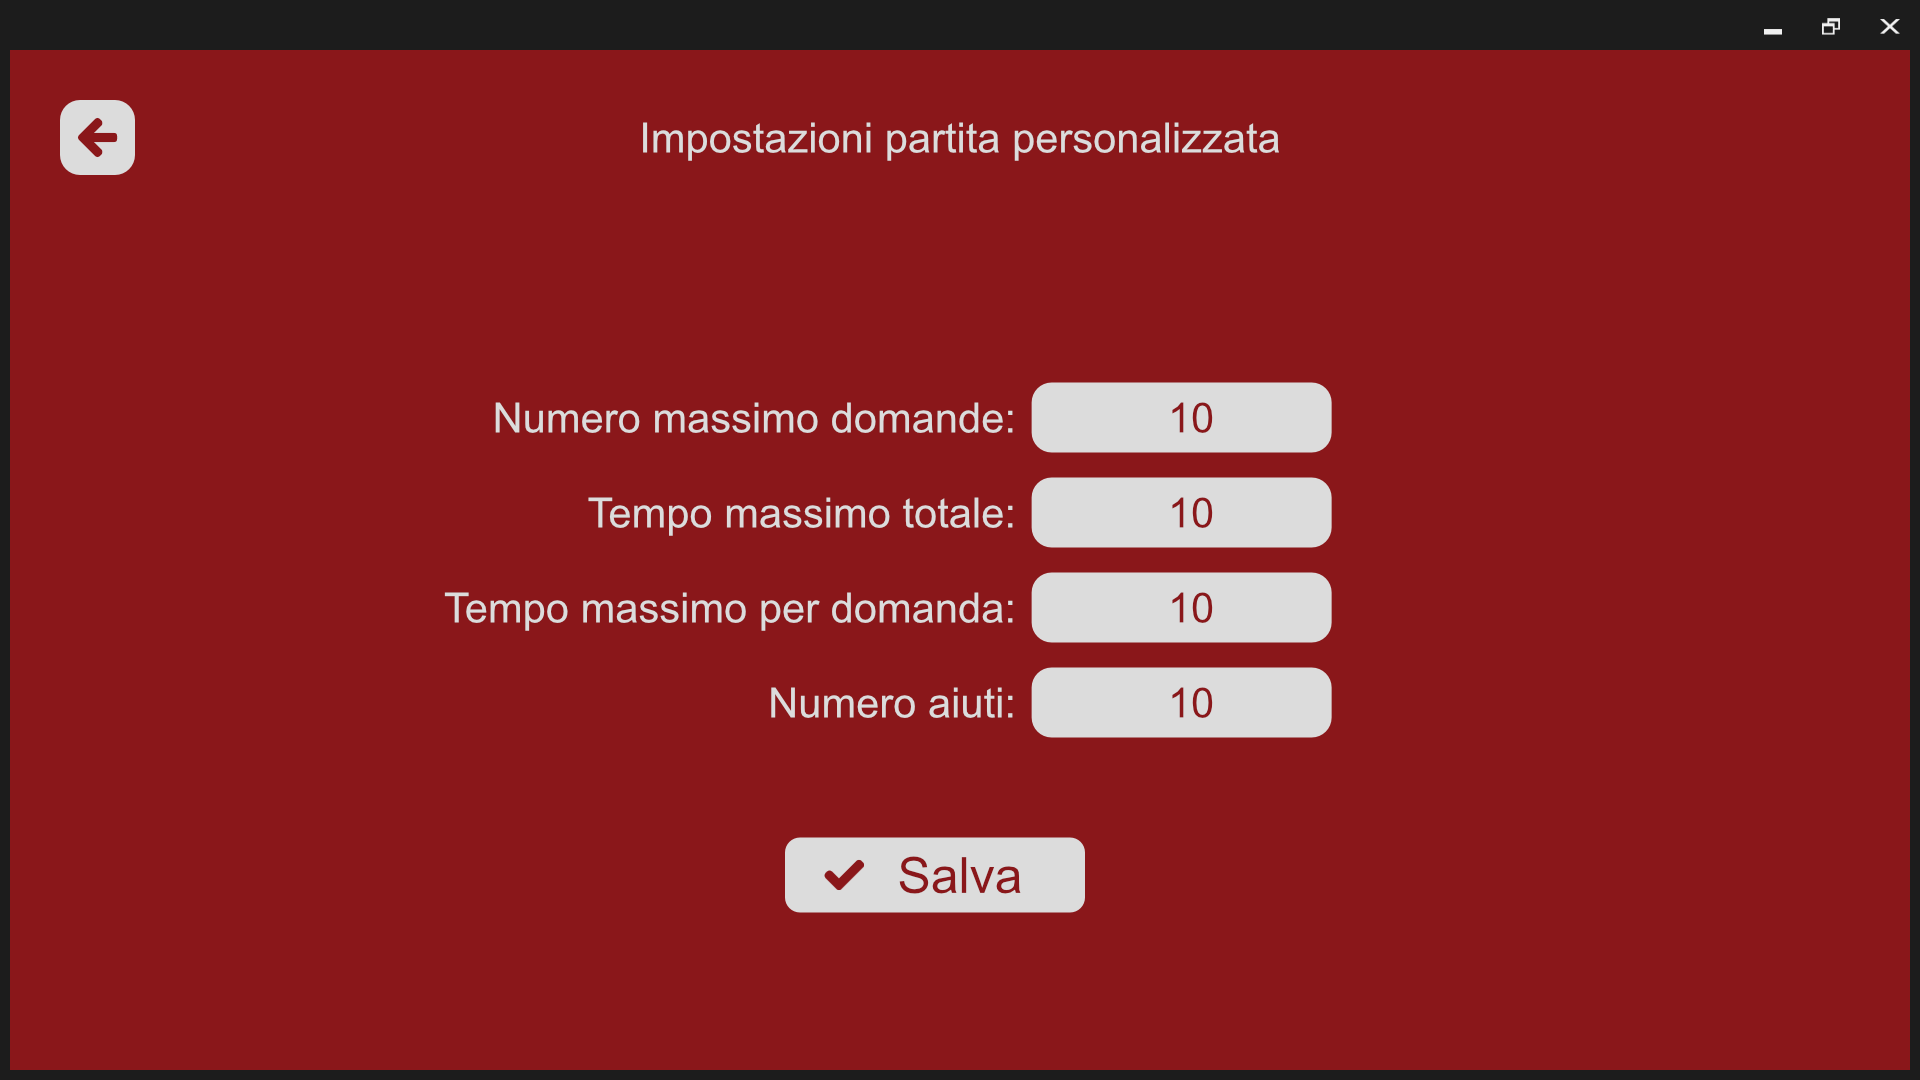 Impostazioni partita personalizzata
Numero massimo domande: 10
Tempo massimo totale: 10
Tempo massimo per domanda: 10
Numero aiuti: 10
Salva